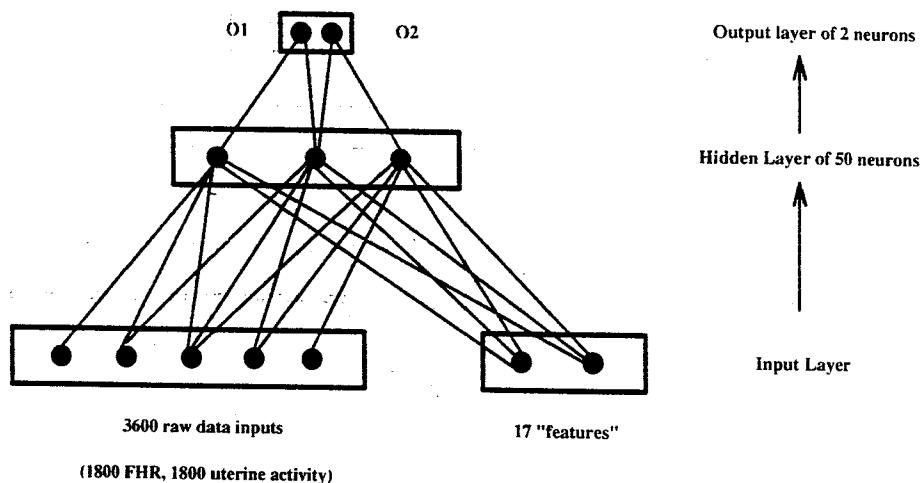 O1
O2
Output layer of 2 neurons
Hidden Layer of 50 neurons
Input Layer
3600 raw data inputs
17 "features"
(1800 FHR, 1800 uterine activity)